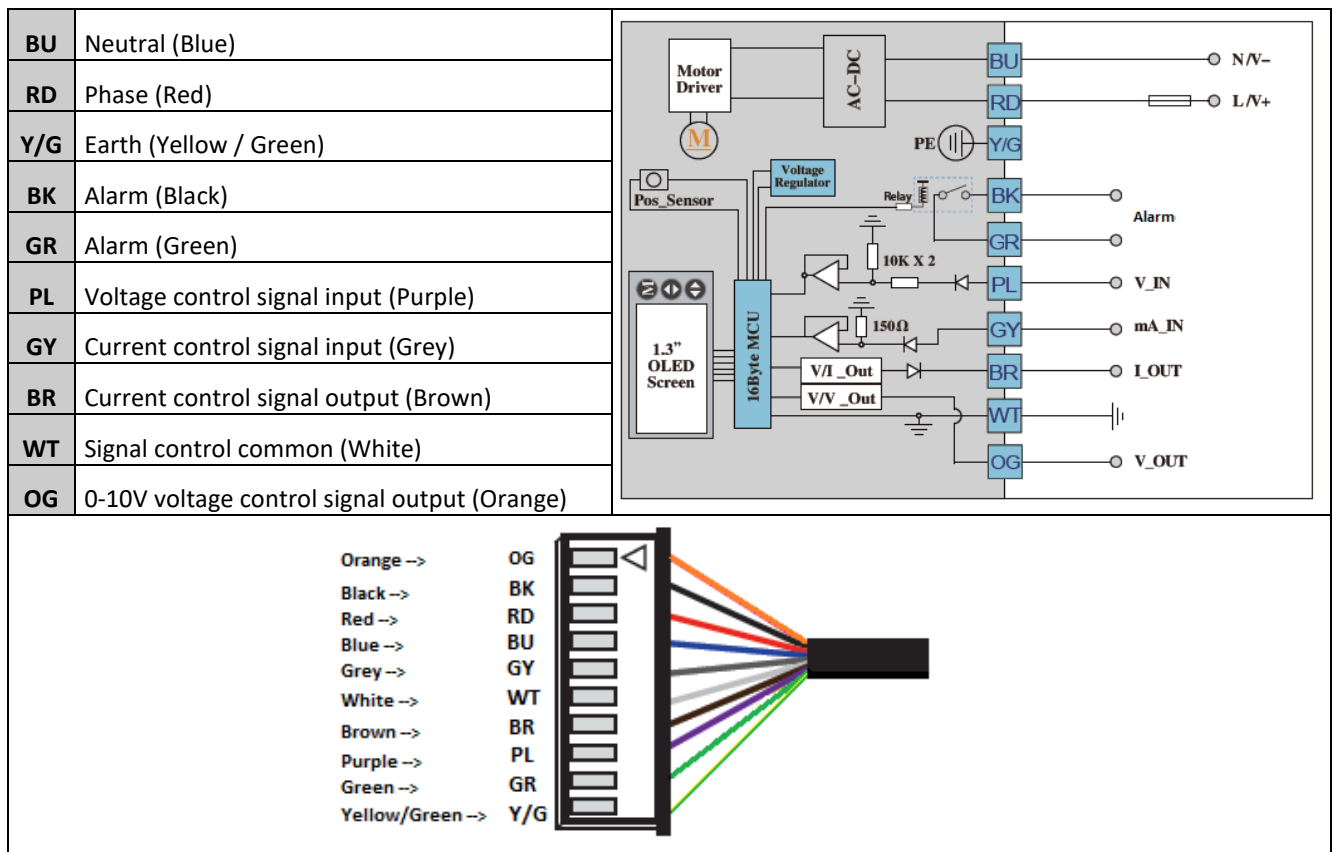 BU Neutral (Blue)
RD Phase (Red)
Y/G Earth (Yellow / Green)
BK Alarm (Black)
GR Alarm (Green)
PL Voltage control signal input (Purple)
GY Current control signal input (Grey)
BR Current control signal output (Brown)
WT Signal control common (White)
OG 0-10V voltage control signal output (Orange)
Motor
Driver
AC-DC
M
BU N/V-
RD L/V+
PE Y/G
Voltage
Regulator
Pos_Sensor
Relay
BK
Alarm
GR
10K X 2
PL V_IN
M
150Ω
GY mA_IN
1.3"
OLED
Screen
16Byte MCU
V/I _Out
BR I_OUT
V/V _Out
WT
OG V_OUT
Orange --> OG
Black --> BK
Red --> RD
Blue --> BU
Grey --> GY
White --> WT
Brown --> BR
Purple --> PL
Green --> GR
Yellow/Green --> Y/G